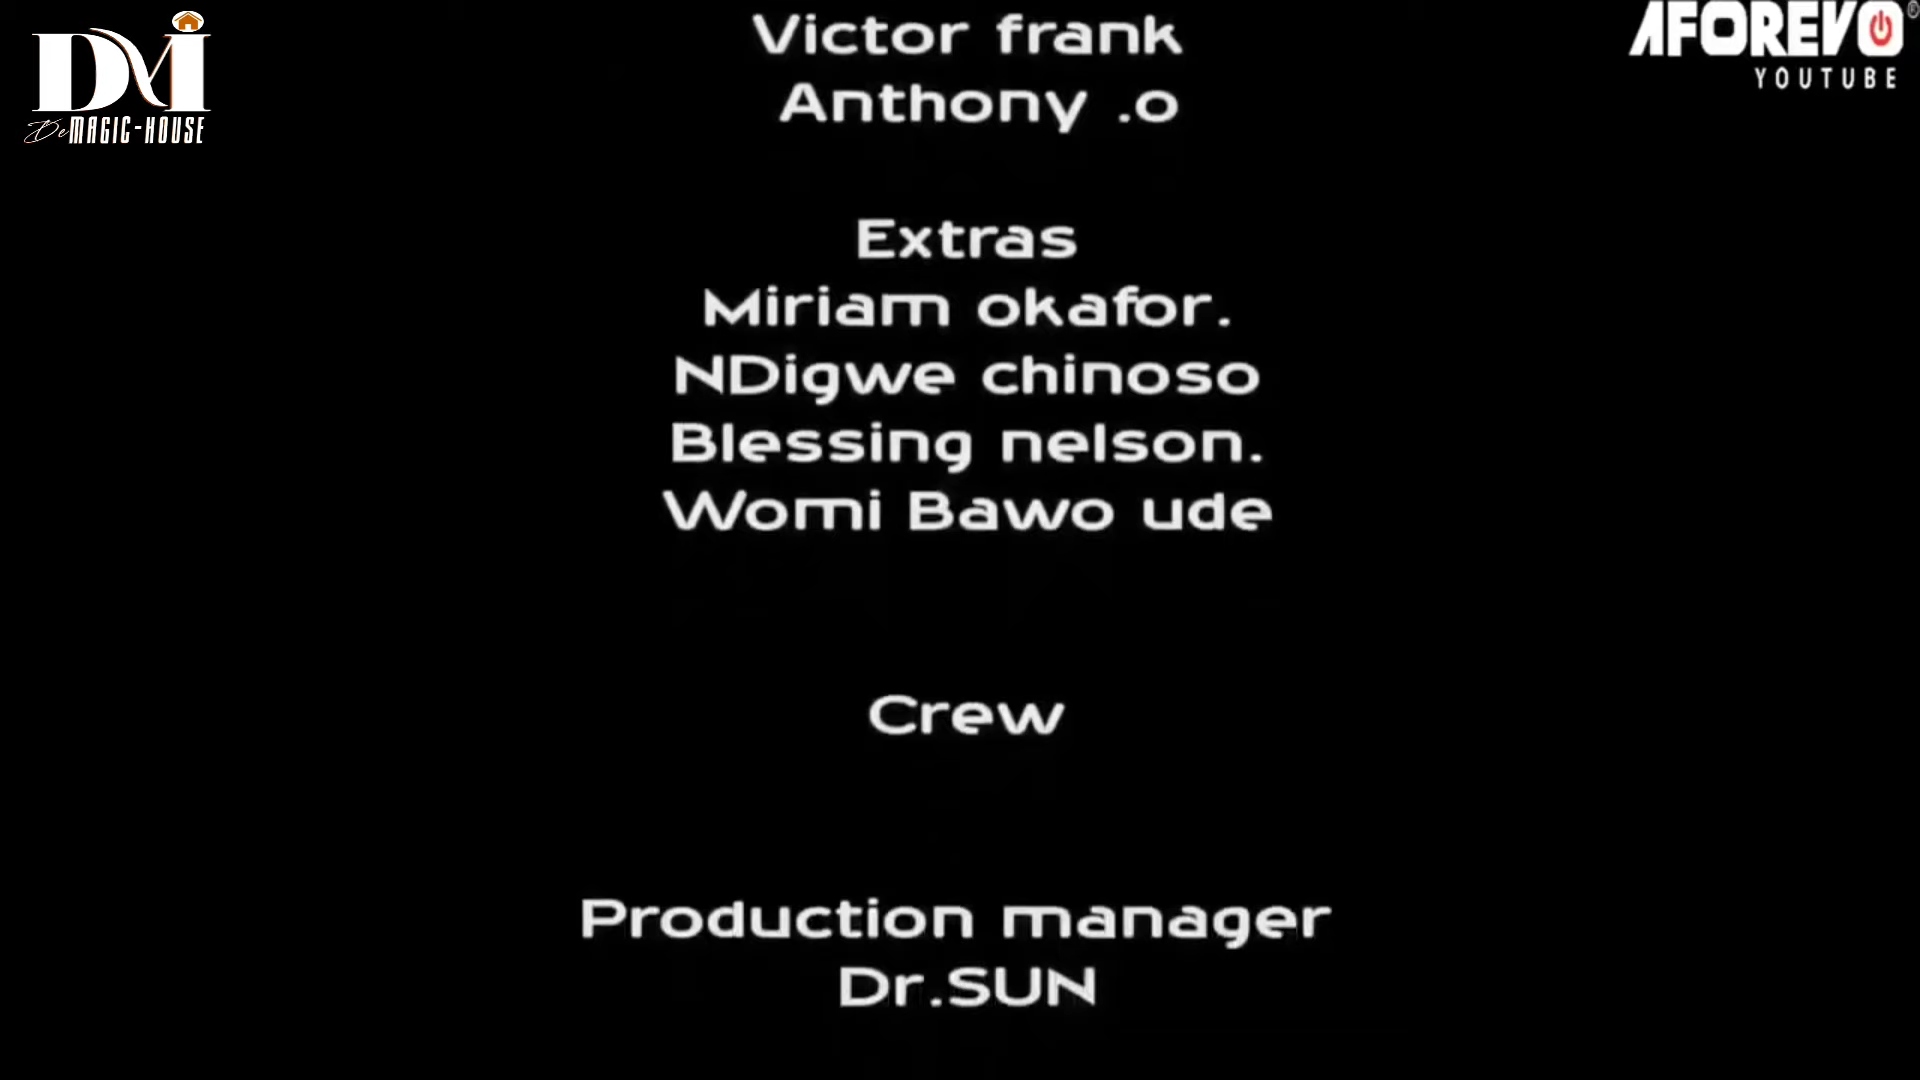 DMI
De MAGIC-HOUSE
AFOREVO
YOUTUBE
Victor frank
Anthony .o
Extras
Miriam okafor.
NDigwe chinoso
Blessing nelson.
Womi Bawo ude
Crew
Production manager
Dr.SUN